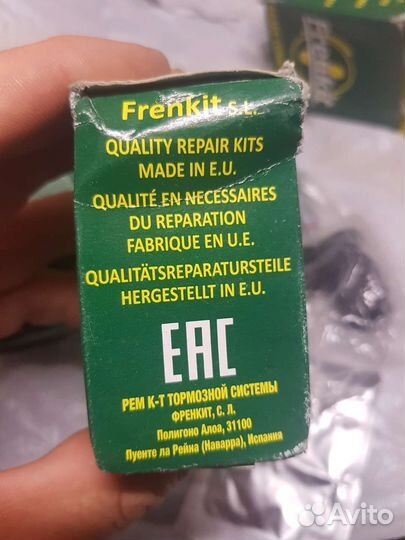 Frenkit S.L.
QUALITY REPAIR KITS
MADE IN E.U.
QUALITÉ EN NECESSAIRES
DU REPARATION
FABRIQUE EN U.E.
QUALITÄTSREPARATURSTEILE
HERGESTELLT IN E.U.
EAC
РЕМ К-Т ТОРМОЗНОЙ СИСТЕМЫ
ФРЕНКИТ, С. Л.
Полигоно Алоа, 31100
Пуенте ла Рейна (Наварра), Испания
Frenkit
Avito